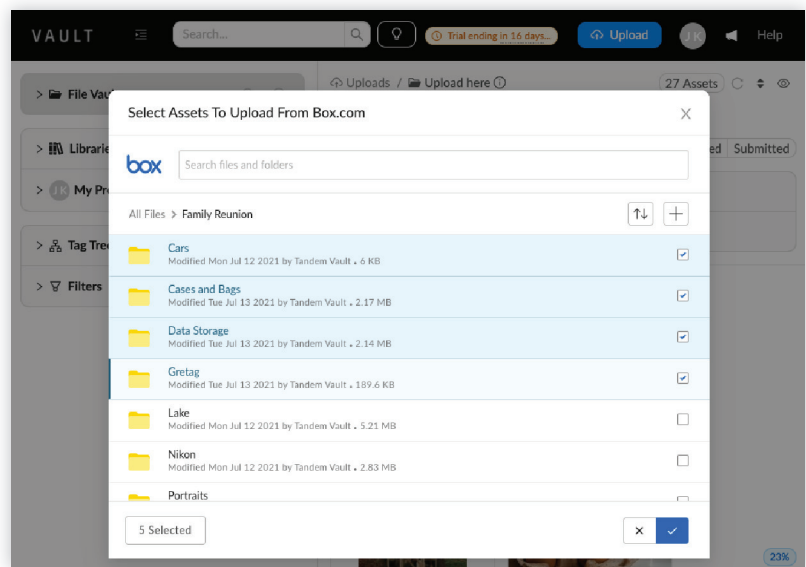 VAULT
Search...
Trial ending in 16 days...
Upload
J K
Help
> File Vau
Uploads / Upload here
27 Assets
Select Assets To Upload From Box.com
X
> Librarie
ed Submitted
box
Search files and folders
> J K My Pr
All Files > Family Reunion
> Tag Tree
Cars
Modified Mon Jul 12 2021 by Tandem Vault • 6 KB
> Filters
Cases and Bags
Modified Tue Jul 13 2021 by Tandem Vault • 2.17 MB
Data Storage
Modified Tue Jul 13 2021 by Tandem Vault • 2.14 MB
Gretag
Modified Tue Jul 13 2021 by Tandem Vault • 189.6 KB
Lake
Modified Mon Jul 12 2021 by Tandem Vault • 5.21 MB
Nikon
Modified Mon Jul 12 2021 by Tandem Vault • 2.83 MB
Portraits
5 Selected
23%